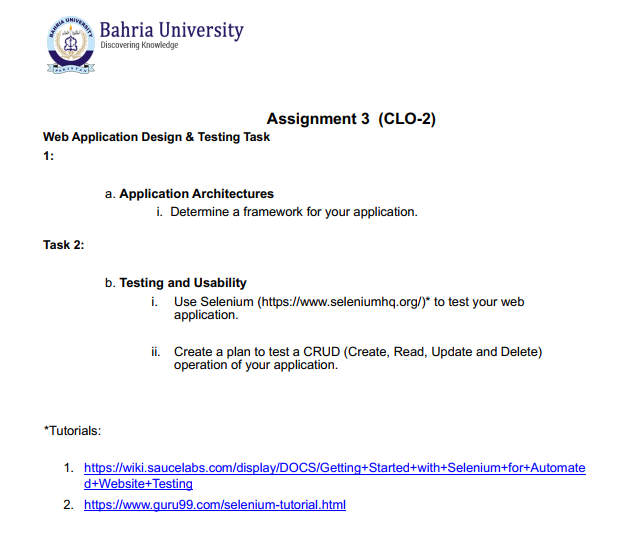 BAHRIA UNIVERSITY
PAKISTAN
Bahria University
Discovering Knowledge
Assignment 3 (CLO-2)
Web Application Design & Testing Task
1:
a. Application Architectures
i. Determine a framework for your application.
Task 2:
b. Testing and Usability
i. Use Selenium (https://www.seleniumhq.org/)* to test your web
application.
ii. Create a plan to test a CRUD (Create, Read, Update and Delete)
operation of your application.
*Tutorials:
1. https://wiki.saucelabs.com/display/DOCS/Getting+Started+with+Selenium+for+Automate
d+Website+Testing
2. https://www.guru99.com/selenium-tutorial.html